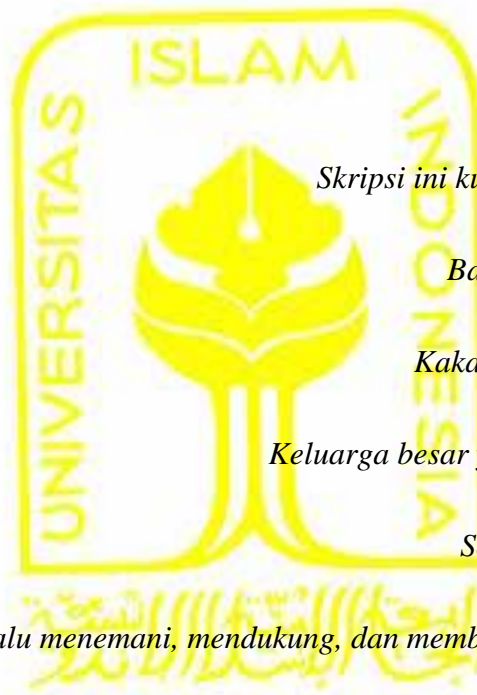 ISLAM
UNIVERSITAS
INDONESIA
Skripsi ini ku
Ba
Kaka
Keluarga besar
S
alu menemani, mendukung, dan memb